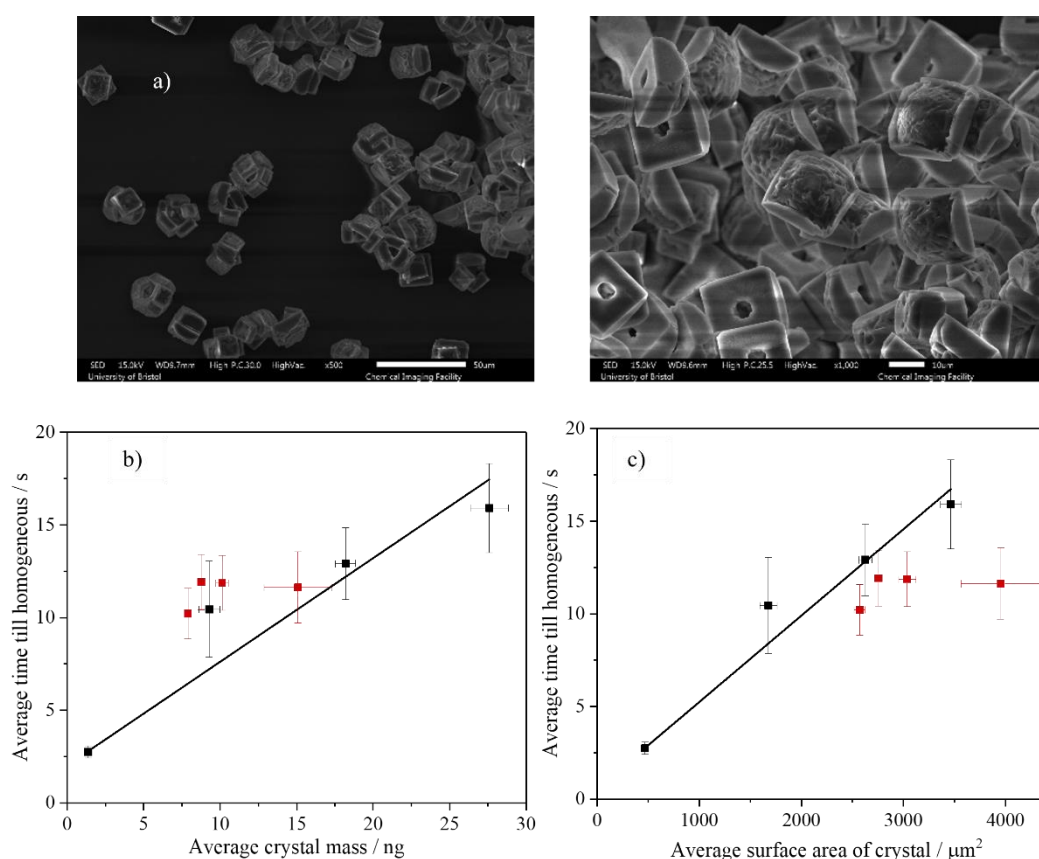 a)
SED 15.0kV WD8.7mm High P.C.30.0 HighVac. x500 50µm
University of Bristol Chemical Imaging Facility
SED 15.0kV WD8.6mm High P.C.25.5 HighVac. x1,000 10µm
University of Bristol Chemical Imaging Facility
b)
Average time till homogeneous / s
20
15
10
5
0
0 5 10 15 20 25 30
Average crystal mass / ng
c)
Average time till homogeneous / s
20
15
10
5
0
0 1000 2000 3000 4000
Average surface area of crystal / µm²